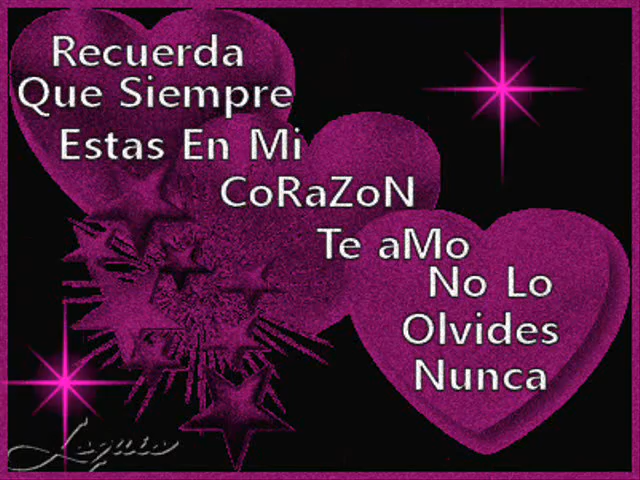 Recuerda
Que Siempre
Estas En Mi
CoRaZoN
Te aMo
No Lo
Olvides
Nunca